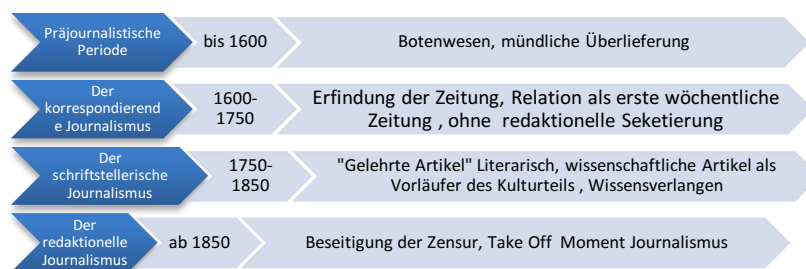 Präjournalistische
Periode
bis 1600
Botenwesen, mündliche Überlieferung
Der
korrespondierend
e Journalismus
1600-
1750
Erfindung der Zeitung, Relation als erste wöchentliche
Zeitung , ohne redaktionelle Seketierung
Der
schriftstellerische
Journalismus
1750-
1850
"Gelehrte Artikel" Literarisch, wissenschaftliche Artikel als
Vorläufer des Kulturteils , Wissensverlangen
Der
redaktionelle
Journalismus
ab 1850
Beseitigung der Zensur, Take Off Moment Journalismus